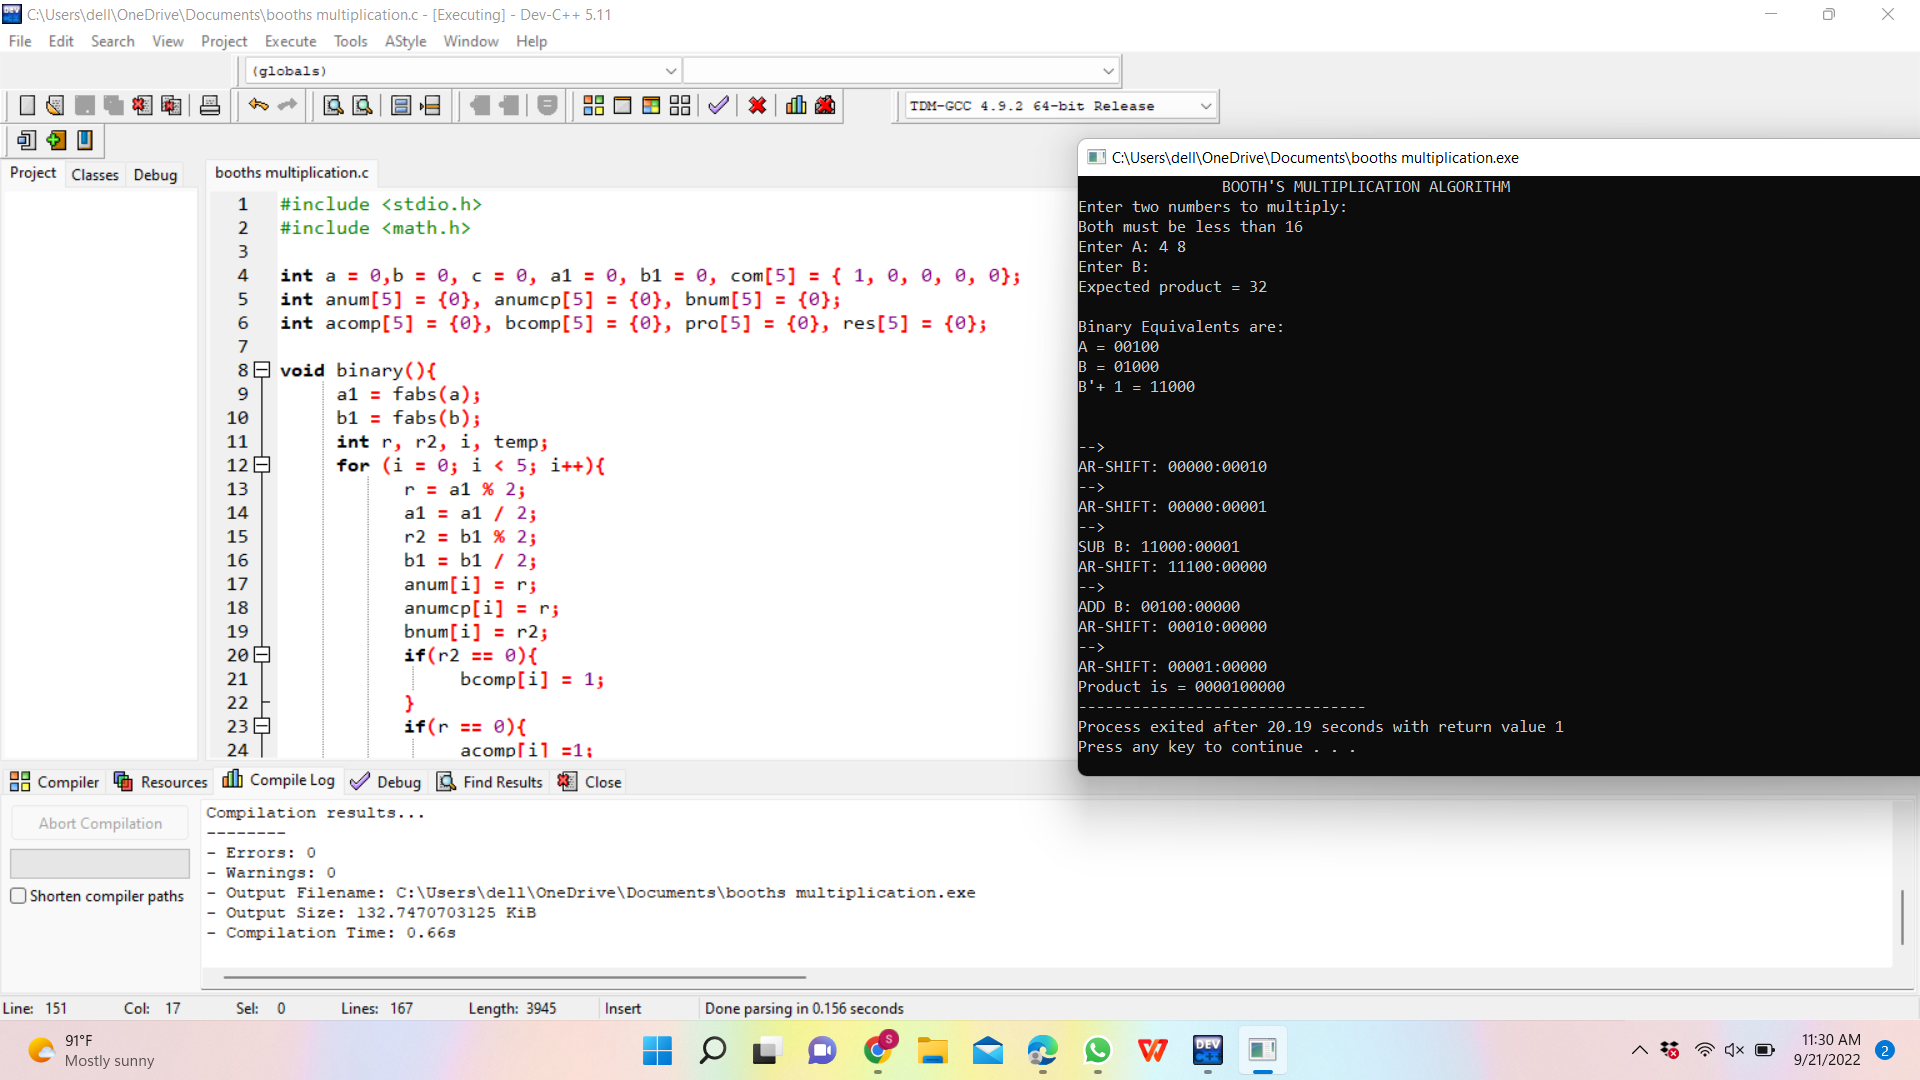 C:\Users\dell\OneDrive\Documents\booths multiplication.c - [Executing] - Dev-C++ 5.11
File Edit Search View Project Execute Tools AStyle Window Help
(globals)
TDM-GCC 4.9.2 64-bit Release
Project Classes Debug
booths multiplication.c
1 #include <stdio.h>
2 #include <math.h>
3
4 int a = 0,b = 0, c = 0, a1 = 0, b1 = 0, com[5] = { 1, 0, 0, 0, 0};
5 int anum[5] = {0}, anumcp[5] = {0}, bnum[5] = {0};
6 int acomp[5] = {0}, bcomp[5] = {0}, pro[5] = {0}, res[5] = {0};
7
8 void binary(){
9 a1 = fabs(a);
10 b1 = fabs(b);
11 int r, r2, i, temp;
12 for (i = 0; i < 5; i++){
13 r = a1 % 2;
14 a1 = a1 / 2;
15 r2 = b1 % 2;
16 b1 = b1 / 2;
17 anum[i] = r;
18 anumcp[i] = r;
19 bnum[i] = r2;
20 if(r2 == 0){
21 bcomp[i] = 1;
22 }
23 if(r == 0){
24 acomp[i] =1;
C:\Users\dell\OneDrive\Documents\booths multiplication.exe
BOOTH'S MULTIPLICATION ALGORITHM
Enter two numbers to multiply:
Both must be less than 16
Enter A: 4 8
Enter B:
Expected product = 32
Binary Equivalents are:
A = 00100
B = 01000
B'+ 1 = 11000
-->
AR-SHIFT: 00000:00010
-->
AR-SHIFT: 00000:00001
-->
SUB B: 11000:00001
AR-SHIFT: 11100:00000
-->
ADD B: 00100:00000
AR-SHIFT: 00010:00000
-->
AR-SHIFT: 00001:00000
Product is = 0000100000
--------------------------------
Process exited after 20.19 seconds with return value 1
Press any key to continue . . .
Compiler Resources Compile Log Debug Find Results Close
Abort Compilation
Shorten compiler paths
Compilation results...
--------
- Errors: 0
- Warnings: 0
- Output Filename: C:\Users\dell\OneDrive\Documents\booths multiplication.exe
- Output Size: 132.7470703125 KiB
- Compilation Time: 0.66s
Line: 151 Col: 17 Sel: 0 Lines: 167 Length: 3945 Insert Done parsing in 0.156 seconds
91°F
Mostly sunny
S
DEV
C++
11:30 AM
9/21/2022
2